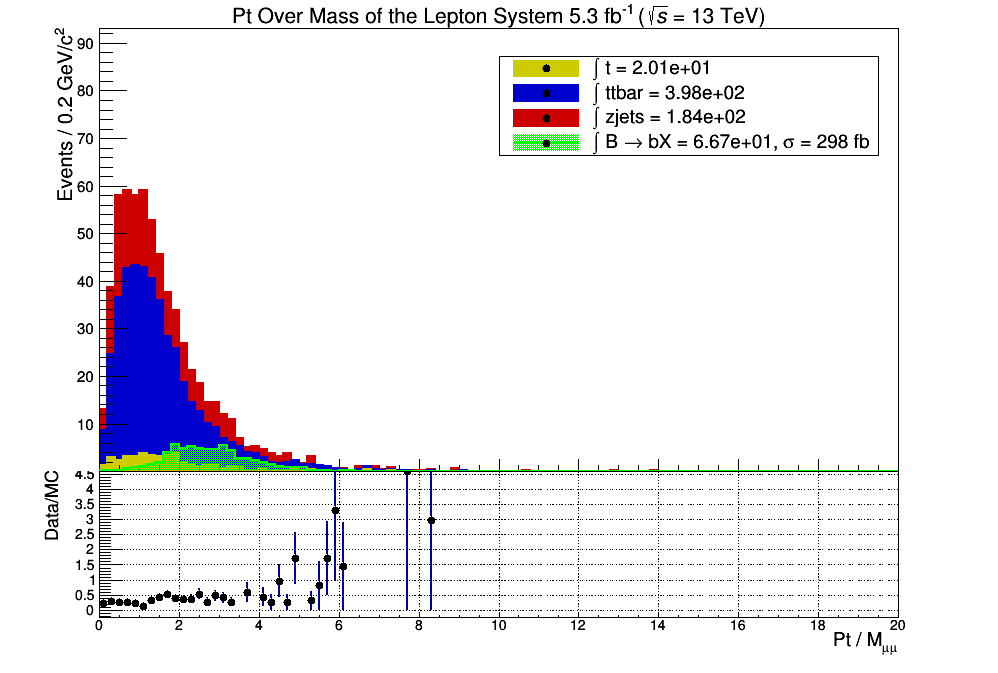 Pt Over Mass of the Lepton System 5.3 fb⁻¹ (√s = 13 TeV)
Events / 0.2 GeV/c²
90
80
70
60
50
40
30
20
10
∫ t = 2.01e+01
∫ ttbar = 3.98e+02
∫ zjets = 1.84e+02
∫ B → bX = 6.67e+01, σ = 298 fb
Data/MC
4.5
4
3.5
3
2.5
2
1.5
1
0.5
0
0 2 4 6 8 10 12 14 16 18 20
Pt / M_μμ